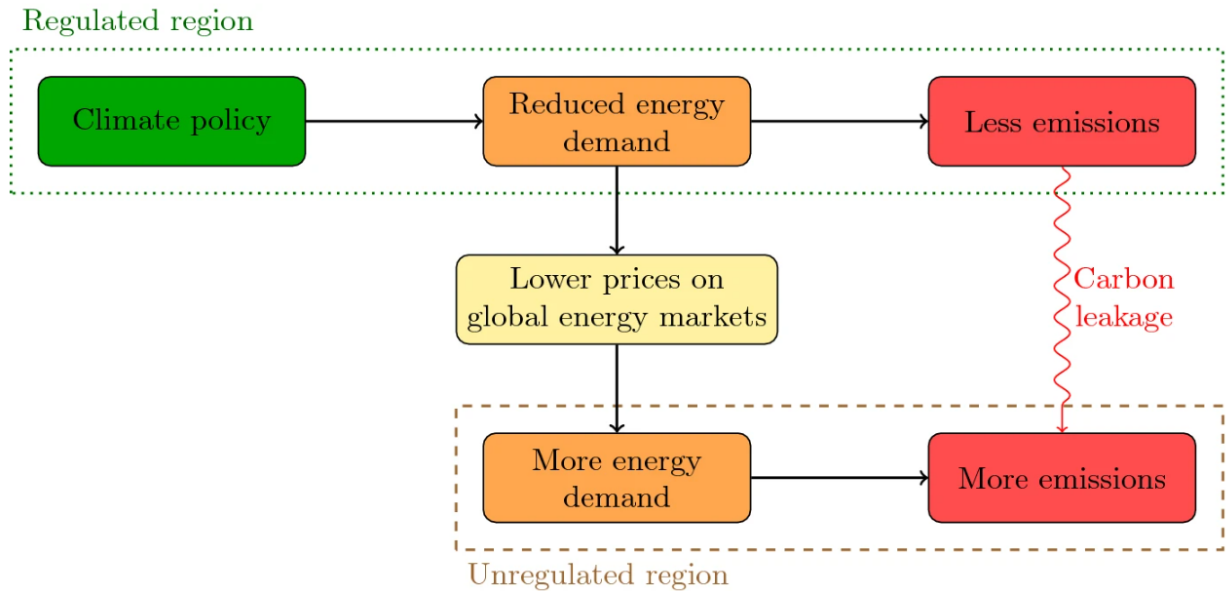 Regulated region
Climate policy
Reduced energy
demand
Less emissions
Lower prices on
global energy markets
Carbon
leakage
More energy
demand
More emissions
Unregulated region